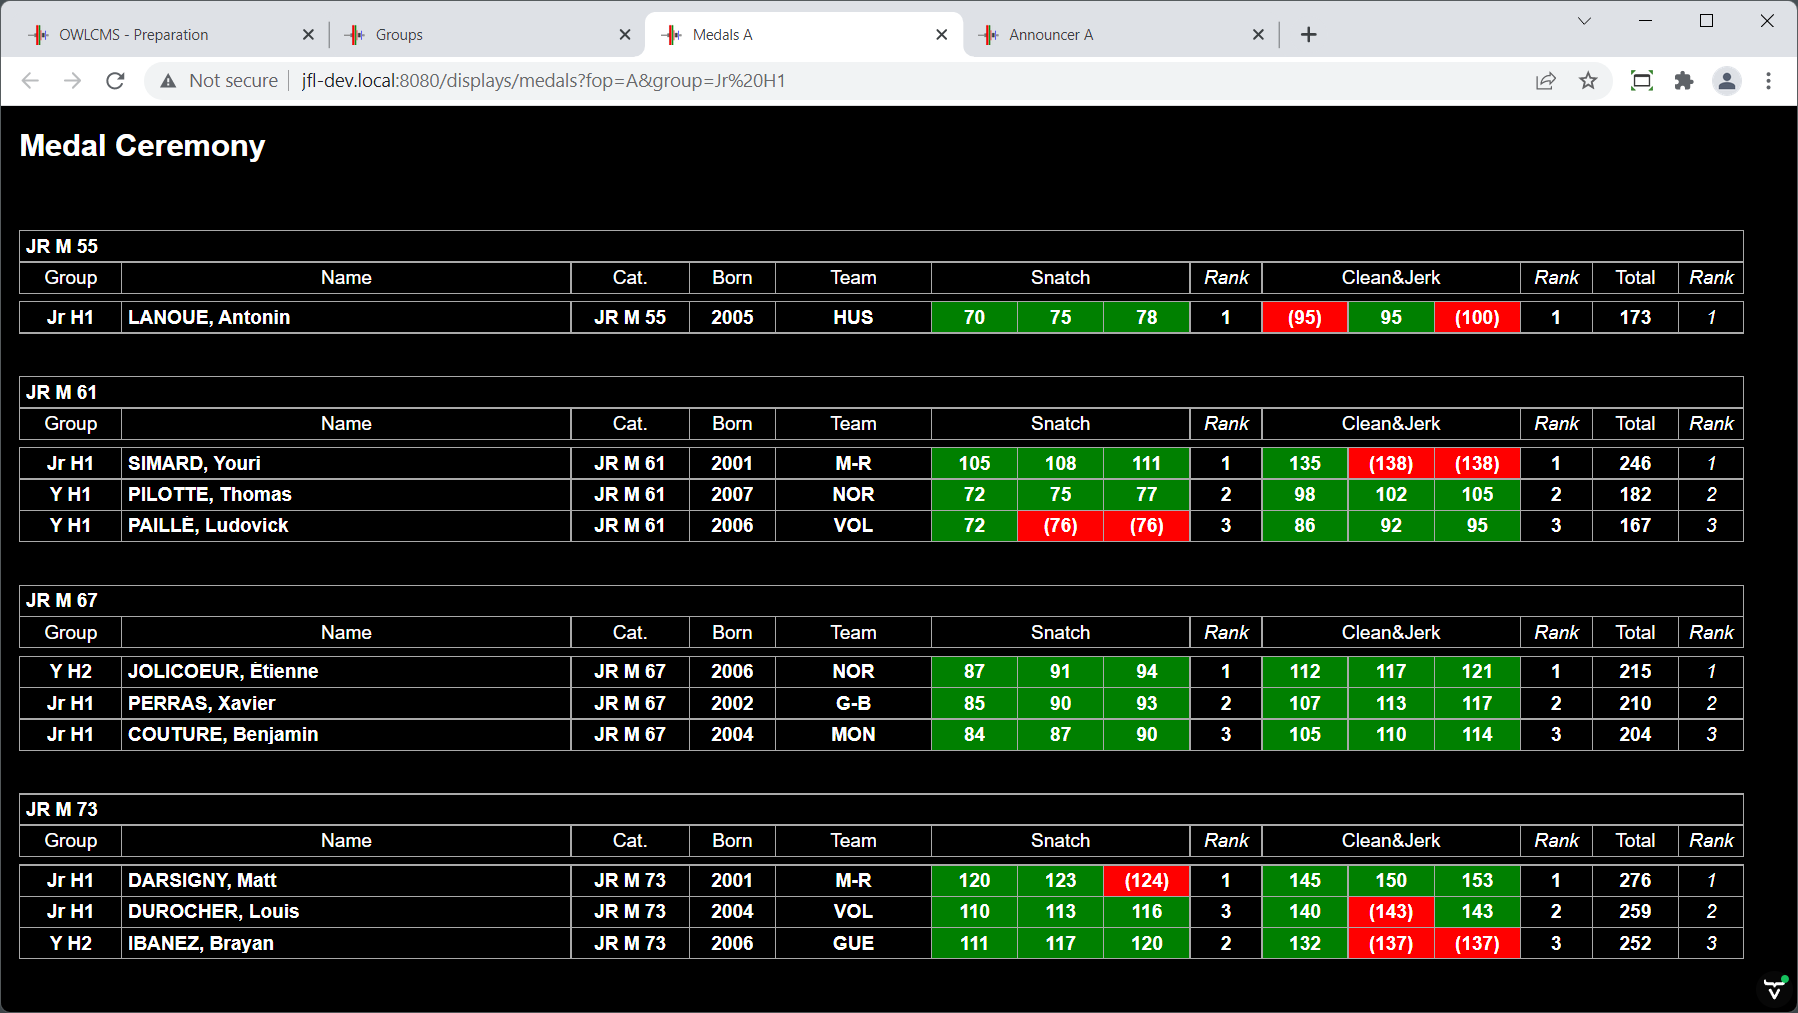 OWLCMS - Preparation
Groups
Medals A
Announcer A
Not secure
jfl-dev.local:8080/displays/medals?fop=A&group=Jr%20H1
Medal Ceremony
JR M 55
Group Name Cat. Born Team Snatch Rank Clean&Jerk Rank Total Rank
Jr H1 LANOUE, Antonin JR M 55 2005 HUS 70 75 78 1 (95) 95 (100) 1 173 1
JR M 61
Group Name Cat. Born Team Snatch Rank Clean&Jerk Rank Total Rank
Jr H1 SIMARD, Youri JR M 61 2001 M-R 105 108 111 1 135 (138) (138) 1 246 1
Y H1 PILOTTE, Thomas JR M 61 2007 NOR 72 75 77 2 98 102 105 2 182 2
Y H1 PAILLÉ, Ludovick JR M 61 2006 VOL 72 (76) (76) 3 86 92 95 3 167 3
JR M 67
Group Name Cat. Born Team Snatch Rank Clean&Jerk Rank Total Rank
Y H2 JOLICOEUR, Étienne JR M 67 2006 NOR 87 91 94 1 112 117 121 1 215 1
Jr H1 PERRAS, Xavier JR M 67 2002 G-B 85 90 93 2 107 113 117 2 210 2
Jr H1 COUTURE, Benjamin JR M 67 2004 MON 84 87 90 3 105 110 114 3 204 3
JR M 73
Group Name Cat. Born Team Snatch Rank Clean&Jerk Rank Total Rank
Jr H1 DARSIGNY, Matt JR M 73 2001 M-R 120 123 (124) 1 145 150 153 1 276 1
Jr H1 DUROCHER, Louis JR M 73 2004 VOL 110 113 116 3 140 (143) 143 2 259 2
Y H2 IBANEZ, Brayan JR M 73 2006 GUE 111 117 120 2 132 (137) (137) 3 252 3